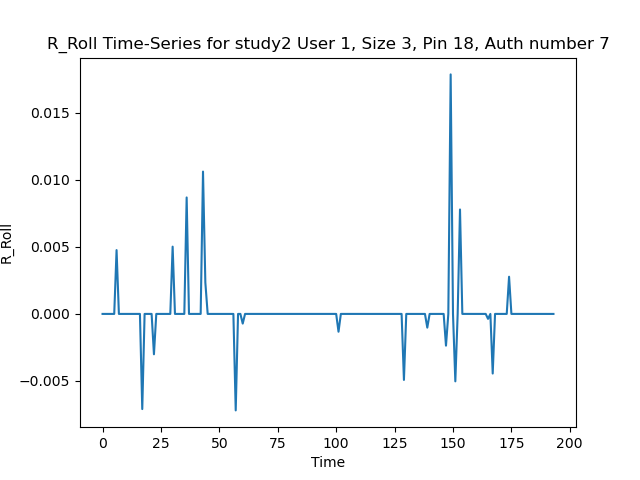 R_Roll Time-Series for study2 User 1, Size 3, Pin 18, Auth number 7
0.015
0.010
0.005
0.000
−0.005
R_Roll
0 25 50 75 100 125 150 175 200
Time